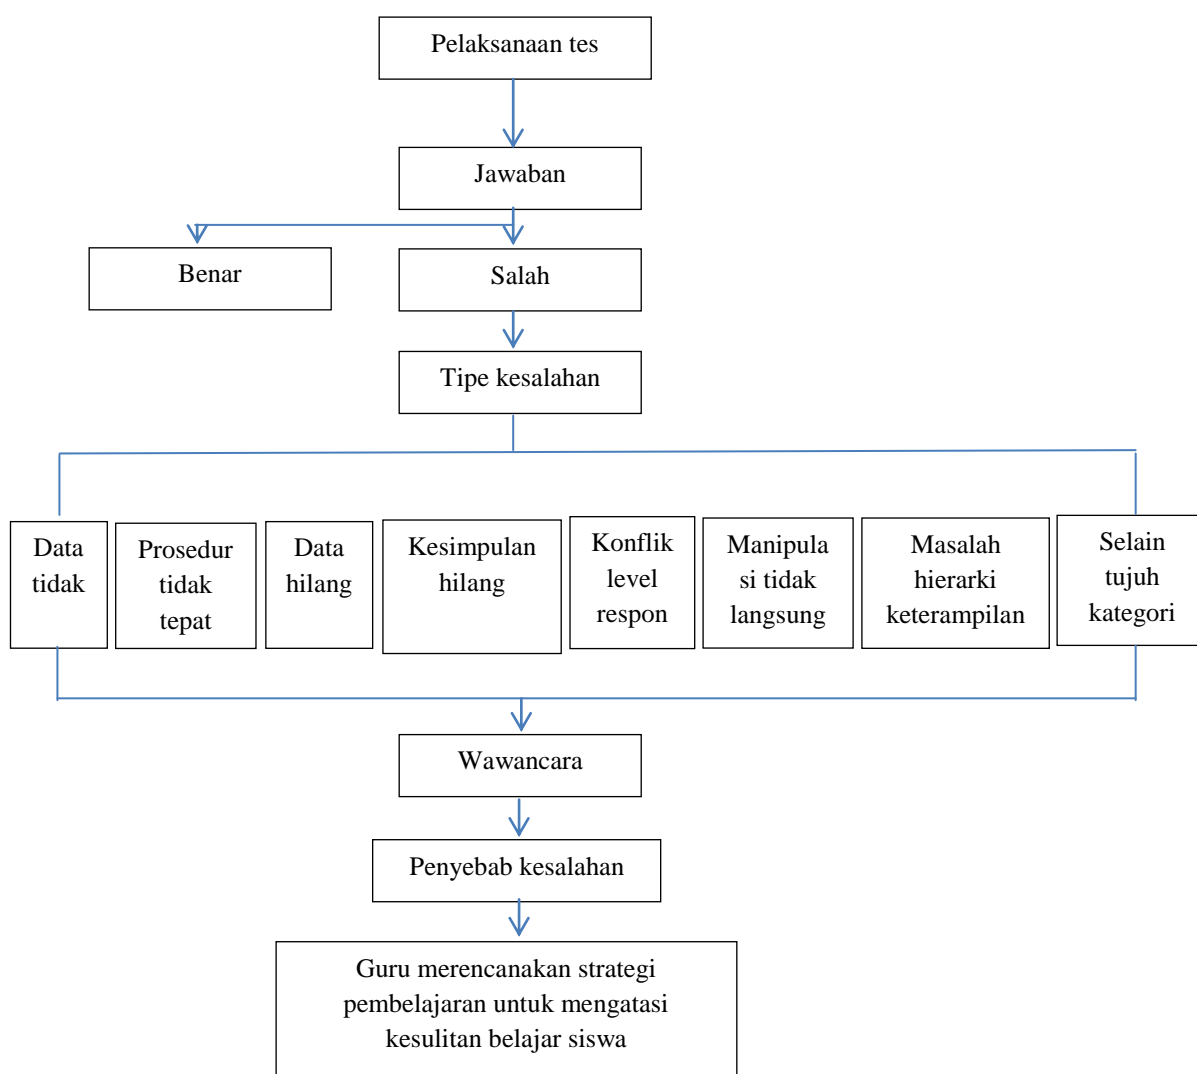 Pelaksanaan tes
Jawaban
Benar
Salah
Tipe kesalahan
Data
tidak
Prosedur
tidak
tepat
Data
hilang
Kesimpulan
hilang
Konflik
level
respon
Manipula
si tidak
langsung
Masalah
hierarki
keterampilan
Selain
tujuh
kategori
Wawancara
Penyebab kesalahan
Guru merencanakan strategi
pembelajaran untuk mengatasi
kesulitan belajar siswa